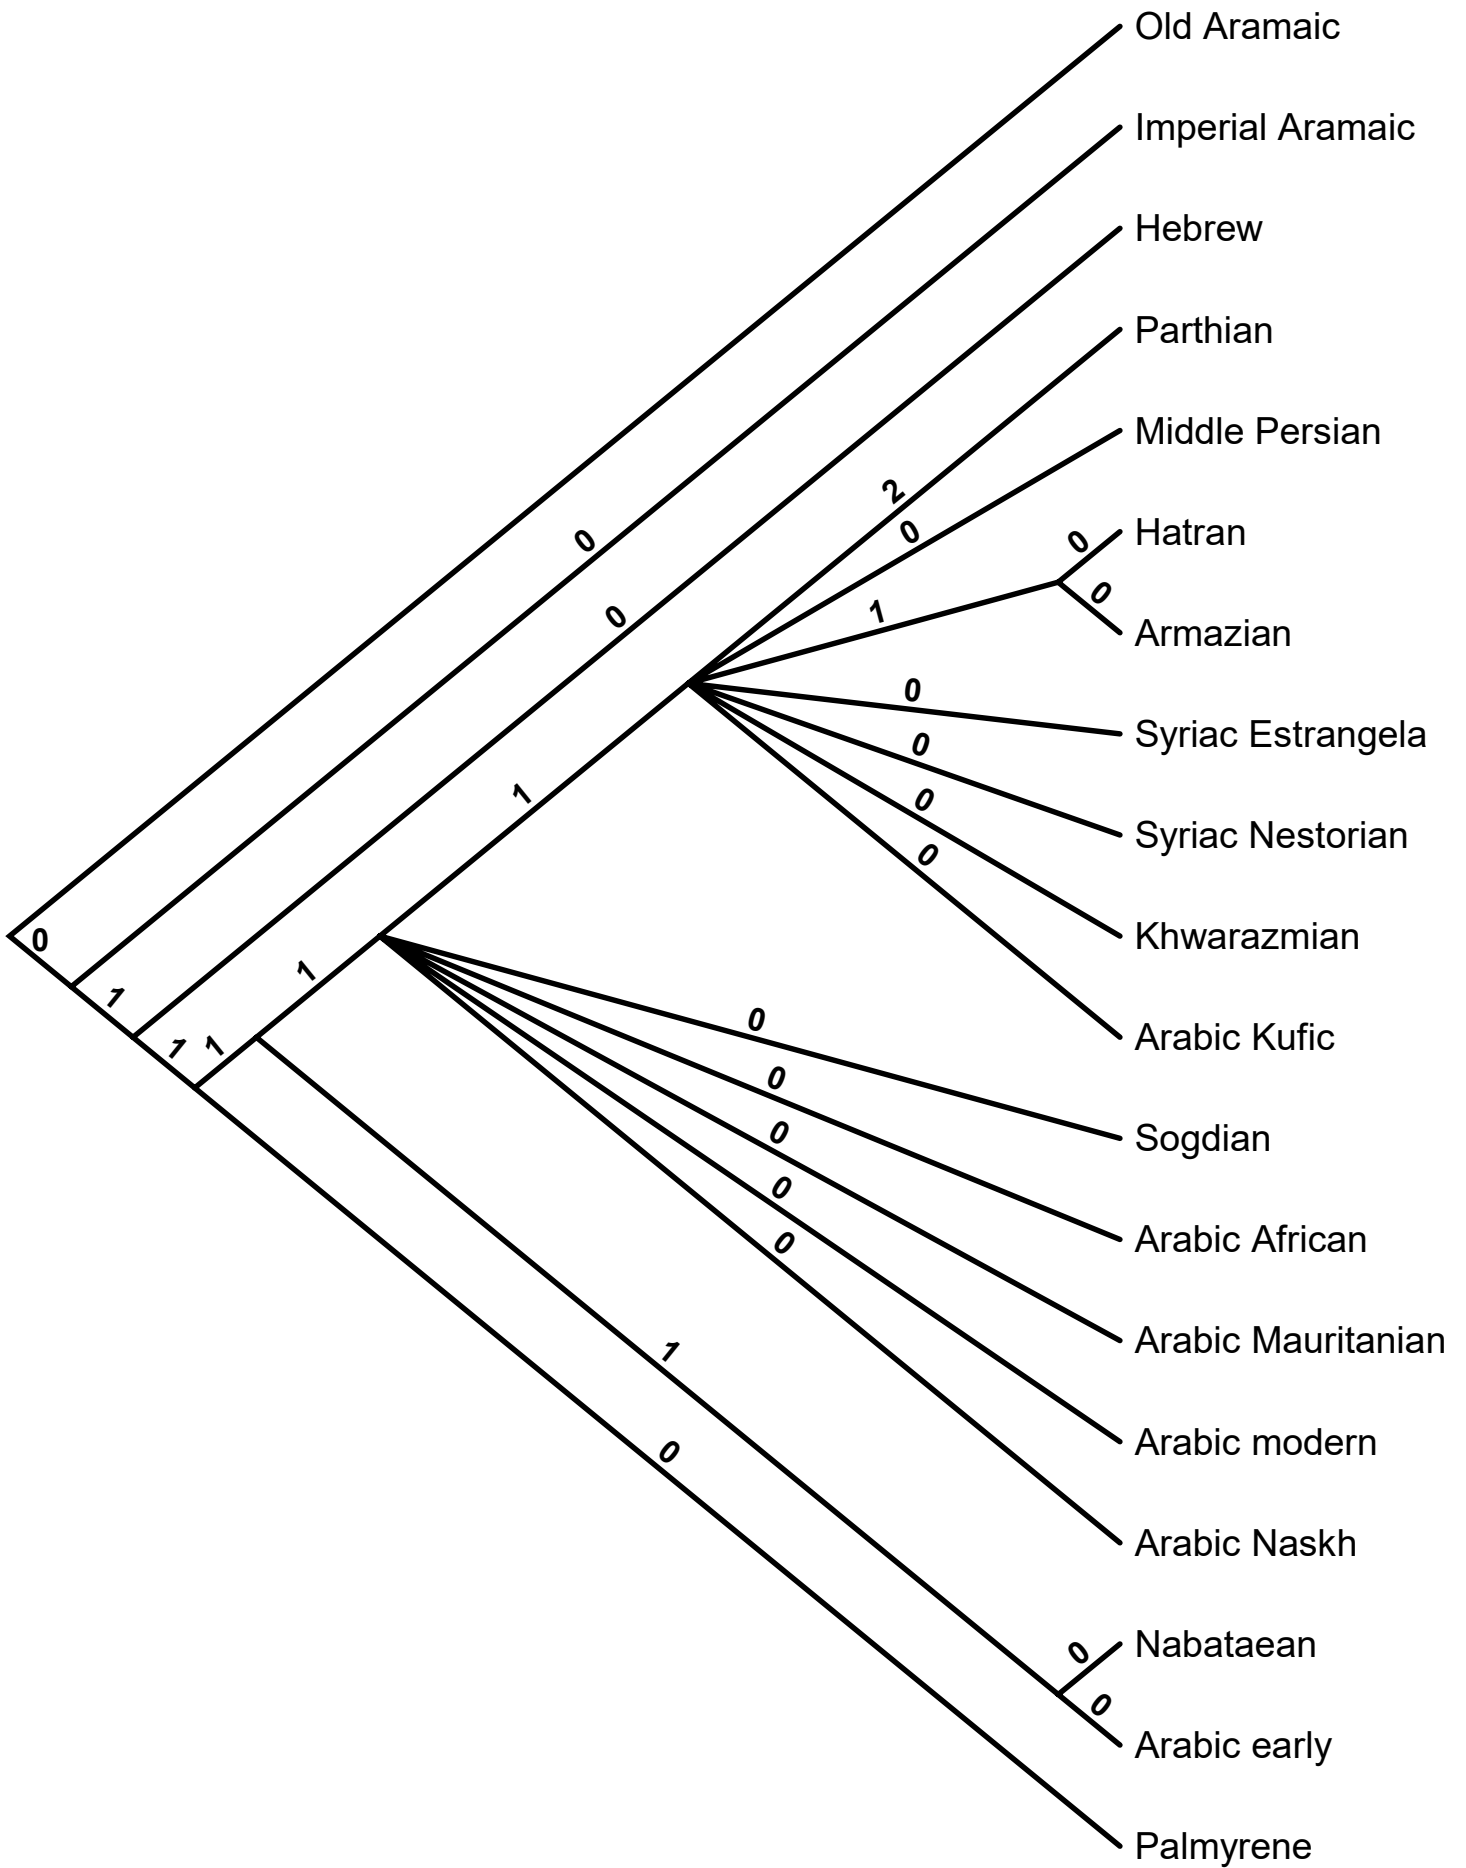 Old Aramaic
Imperial Aramaic
Hebrew
Parthian
Middle Persian
2
0
0
Hatran
0
0
1
0
Armazian
0
0
Syriac Estrangela
0
1
Syriac Nestorian
0
0
Khwarazmian
0
1
Arabic Kufic
1
1
1
0
0
Sogdian
0
0
Arabic African
0
Arabic Mauritanian
1
Arabic modern
0
Arabic Naskh
0
Nabataean
0
Arabic early
Palmyrene